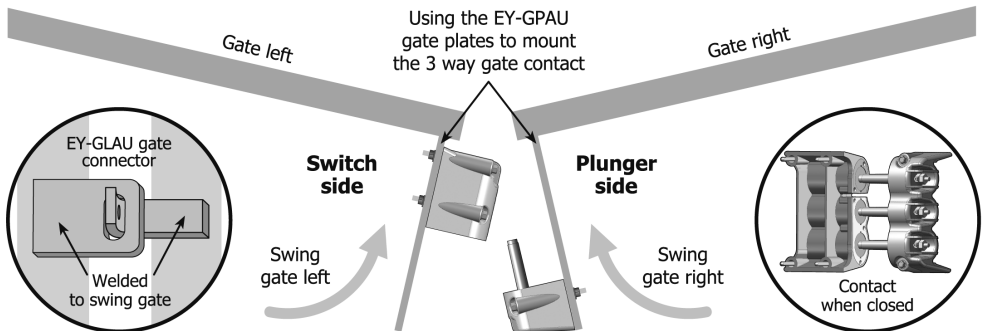 Gate left
Using the EY-GPAU
gate plates to mount
the 3 way gate contact
Gate right
EY-GLAU gate
connector
Welded
to swing gate
Switch
side
Plunger
side
Swing
gate left
Swing
gate right
Contact
when closed